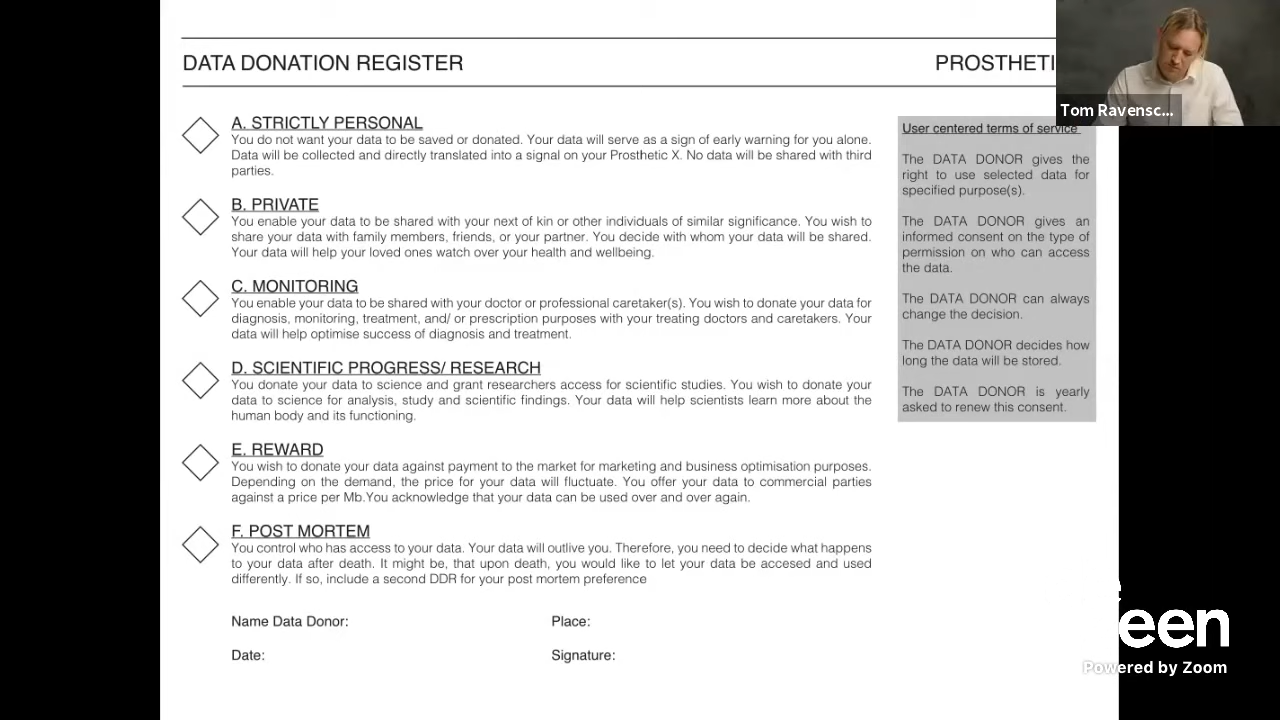 DATA DONATION REGISTER
PROSTHETI
Tom Ravensc...
A. STRICTLY PERSONAL
You do not want your data to be saved or donated. Your data will serve as a sign of early warning for you alone.
Data will be collected and directly translated into a signal on your Prosthetic X. No data will be shared with third
parties.
B. PRIVATE
You enable your data to be shared with your next of kin or other individuals of similar significance. You wish to
share your data with family members, friends, or your partner. You decide with whom your data will be shared.
Your data will help your loved ones watch over your health and wellbeing.
C. MONITORING
You enable your data to be shared with your doctor or professional caretaker(s). You wish to donate your data for
diagnosis, monitoring, treatment, and/ or prescription purposes with your treating doctors and caretakers. Your
data will help optimise success of diagnosis and treatment.
D. SCIENTIFIC PROGRESS/ RESEARCH
You donate your data to science and grant researchers access for scientific studies. You wish to donate your
data to science for analysis, study and scientific findings. Your data will help scientists learn more about the
human body and its functioning.
E. REWARD
You wish to donate your data against payment to the market for marketing and business optimisation purposes.
Depending on the demand, the price for your data will fluctuate. You offer your data to commercial parties
against a price per Mb.You acknowledge that your data can be used over and over again.
F. POST MORTEM
You control who has access to your data. Your data will outlive you. Therefore, you need to decide what happens
to your data after death. It might be, that upon death, you would like to let your data be accesed and used
differently. If so, include a second DDR for your post mortem preference
Name Data Donor:
Place:
Date:
Signature:
User centered terms of service
The DATA DONOR gives the
right to use selected data for
specified purpose(s).
The DATA DONOR gives an
informed consent on the type of
permission on who can access
the data.
The DATA DONOR can always
change the decision.
The DATA DONOR decides how
long the data will be stored.
The DATA DONOR is yearly
asked to renew this consent.
e
een
Powered by Zoom